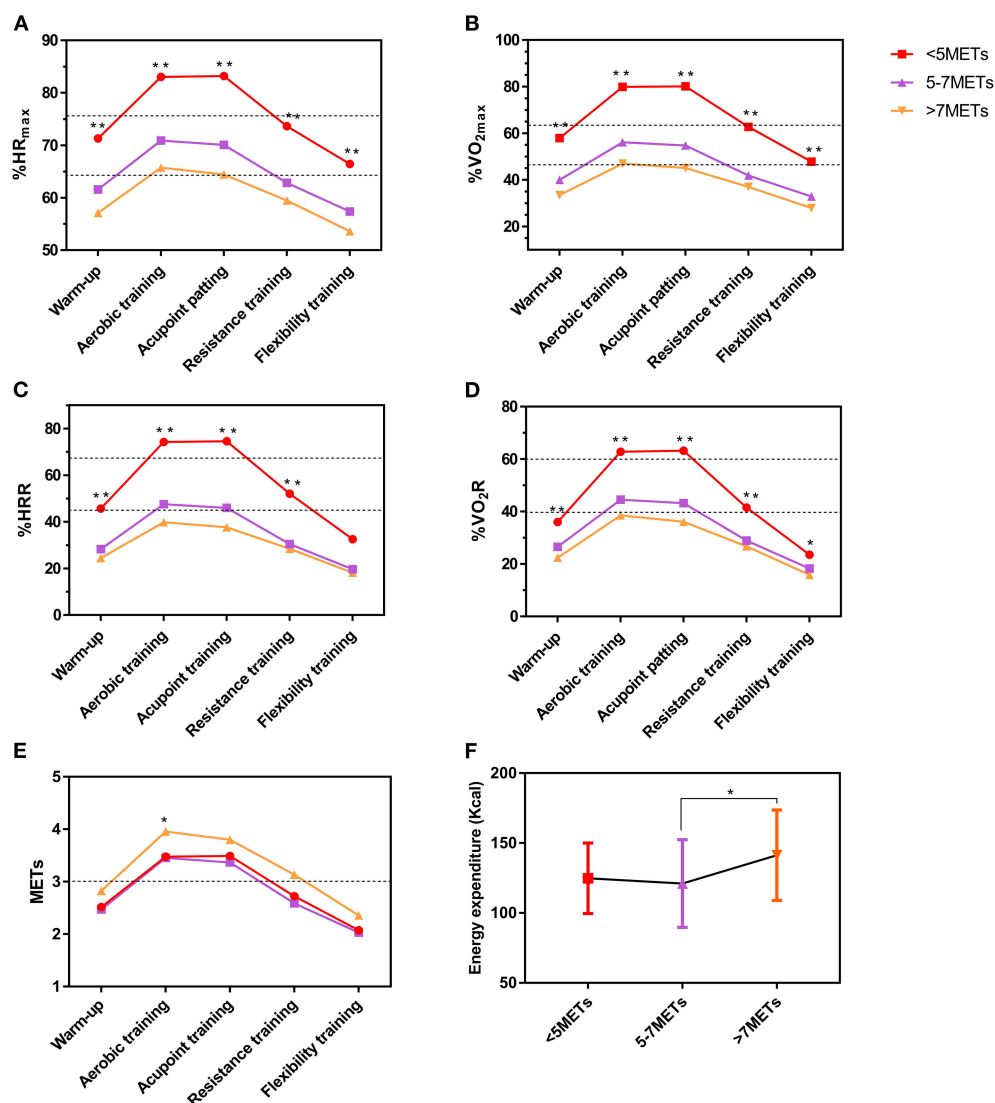 A
%HRmax
90
80
70
60
50
**
**
**
**
**
Warm-up
Aerobic training
Acupoint patting
Resistance training
Flexibility training
B
%VO2max
100
80
60
40
20
**
**
**
**
**
Warm-up
Aerobic training
Acupoint patting
Resistance traning
Flexibility training
<5METs
5-7METs
>7METs
C
%HRR
80
60
40
20
0
**
**
**
**
Warm-up
Aerobic training
Acupoint training
Resistance training
Flexibility training
D
%VO2R
80
60
40
20
0
**
**
**
**
*
Warm-up
Aerobic training
Acupoint patting
Resistance training
Flexibility training
E
METs
5
4
3
2
1
*
Warm-up
Aerobic training
Acupoint training
Resistance training
Flexibility training
F
Energy expenditure (Kcal)
200
150
100
50
*
<5METs
5-7METs
>7METs